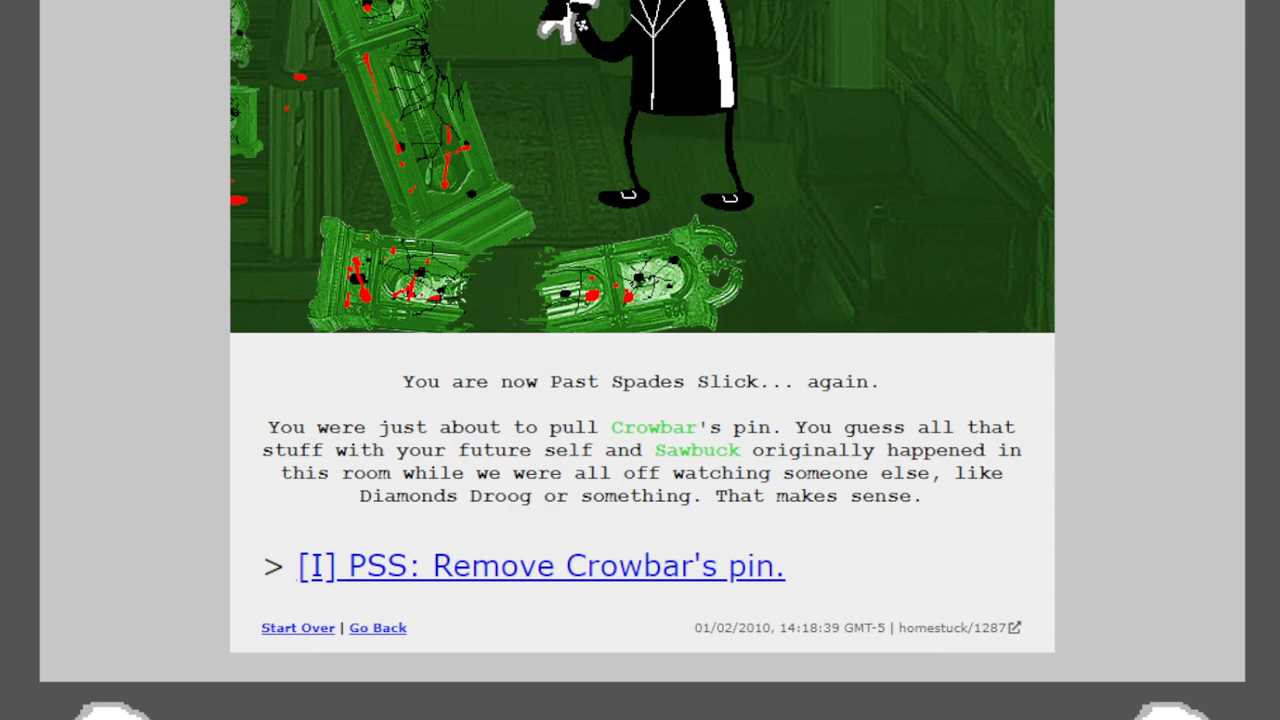 You are now Past Spades Slick... again.
You were just about to pull Crowbar's pin. You guess all that
stuff with your future self and Sawbuck originally happened in
this room while we were all off watching someone else, like
Diamonds Droog or something. That makes sense.
> [I] PSS: Remove Crowbar's pin.
Start Over | Go Back
01/02/2010, 14:18:39 GMT-5 | homestuck/1287